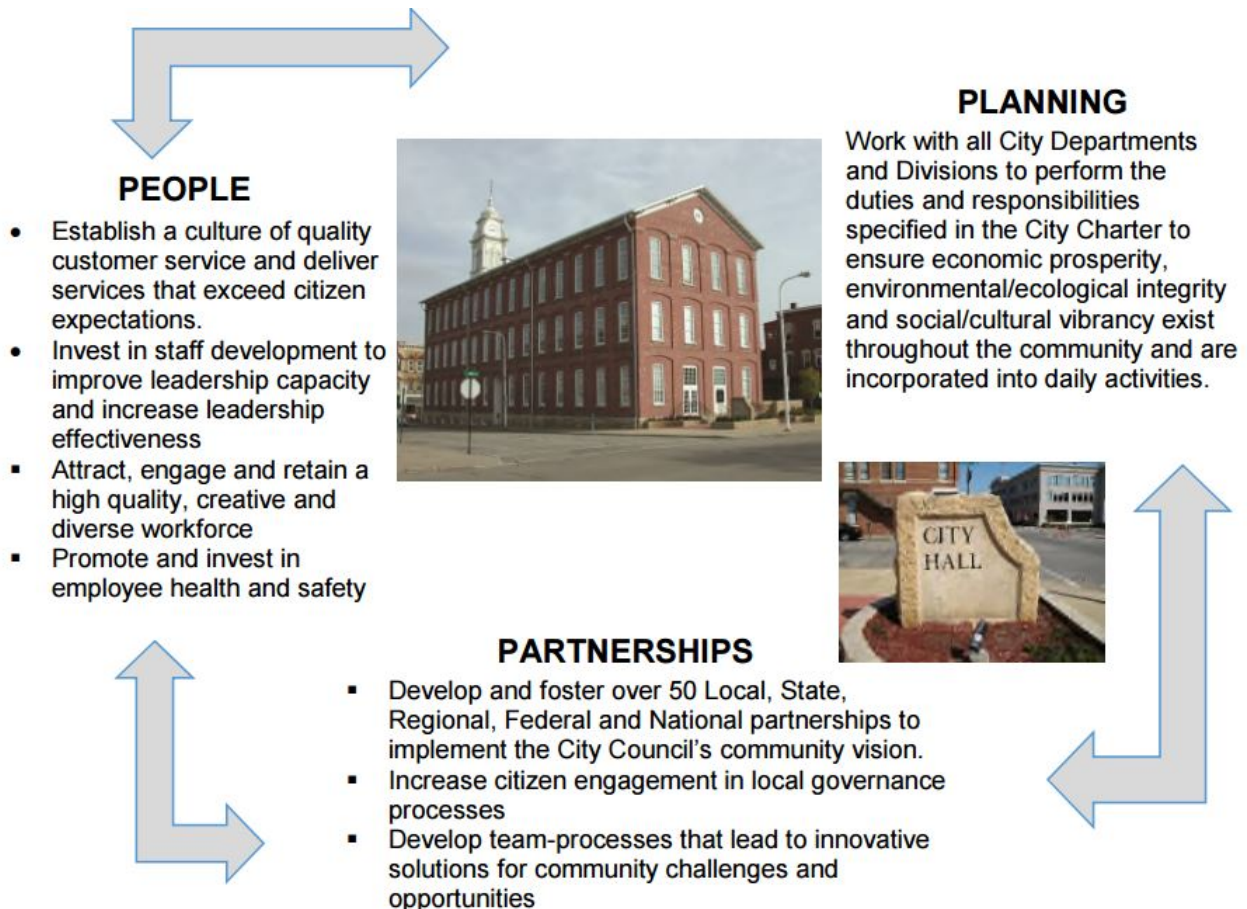 PEOPLE
• Establish a culture of quality
customer service and deliver
services that exceed citizen
expectations.
• Invest in staff development to
improve leadership capacity
and increase leadership
effectiveness
▪ Attract, engage and retain a
high quality, creative and
diverse workforce
▪ Promote and invest in
employee health and safety
PLANNING
Work with all City Departments
and Divisions to perform the
duties and responsibilities
specified in the City Charter to
ensure economic prosperity,
environmental/ecological integrity
and social/cultural vibrancy exist
throughout the community and are
incorporated into daily activities.
CITY
HALL
PARTNERSHIPS
▪ Develop and foster over 50 Local, State,
Regional, Federal and National partnerships to
implement the City Council’s community vision.
▪ Increase citizen engagement in local governance
processes
▪ Develop team-processes that lead to innovative
solutions for community challenges and
opportunities